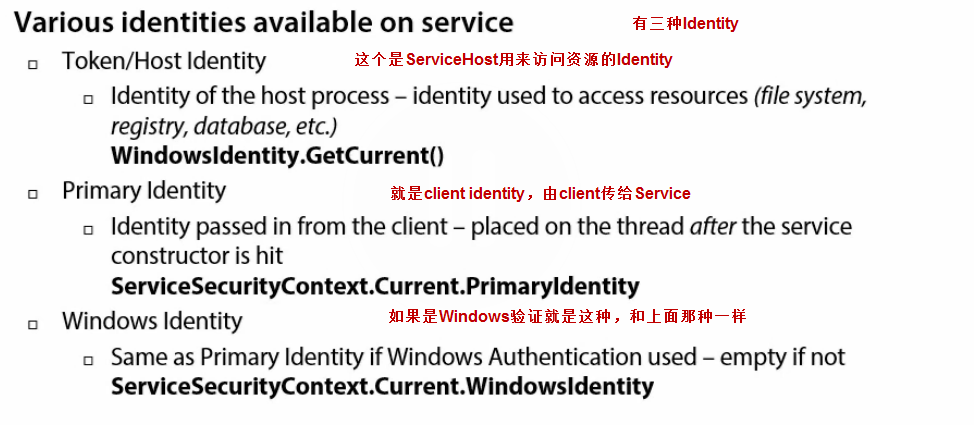 Various identities available on service 有三种Identity
Token/Host Identity 这个是ServiceHost用来访问资源的Identity
Identity of the host process – identity used to access resources (file system,
registry, database, etc.)
WindowsIdentity.GetCurrent()
Primary Identity 就是client identity，由client传给Service
Identity passed in from the client – placed on the thread after the service
constructor is hit
ServiceSecurityContext.Current.PrimaryIdentity
Windows Identity 如果是Windows验证就是这种，和上面那种一样
Same as Primary Identity if Windows Authentication used – empty if not
ServiceSecurityContext.Current.WindowsIdentity